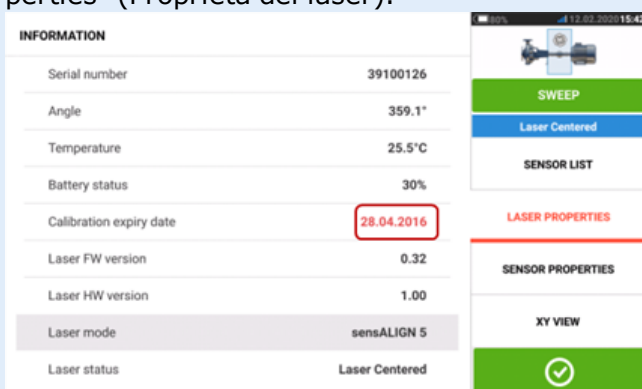 perties" (Proprietà del laser).
INFORMATION
Serial number 39100126
Angle 359.1°
Temperature 25.5°C
Battery status 30%
Calibration expiry date 28.04.2016
Laser FW version 0.32
Laser HW version 1.00
Laser mode sensALIGN 5
Laser status Laser Centered
80% 12.02.2020 15:42
SWEEP
Laser Centered
SENSOR LIST
LASER PROPERTIES
SENSOR PROPERTIES
XY VIEW